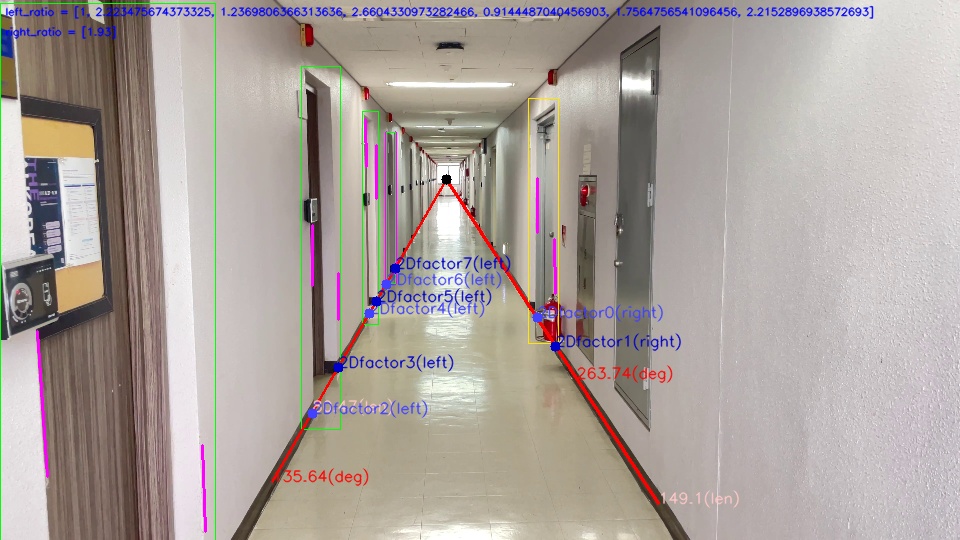 left_ratio = [1, 2.223475674373325, 1.2369806366313636, 2.6604330973282466, 0.9144487040456903, 1.7564756541096456, 2.2152896938572693]
right_ratio = [1.93]
2Dfactor7(left)
2Dfactor6(left)
2Dfactor5(left)
2Dfactor4(left)
2Dfactor0(right)
2Dfactor1(right)
2Dfactor3(left)
263.74(deg)
2Dfactor2(left)
35.64(deg)
149.1(len)